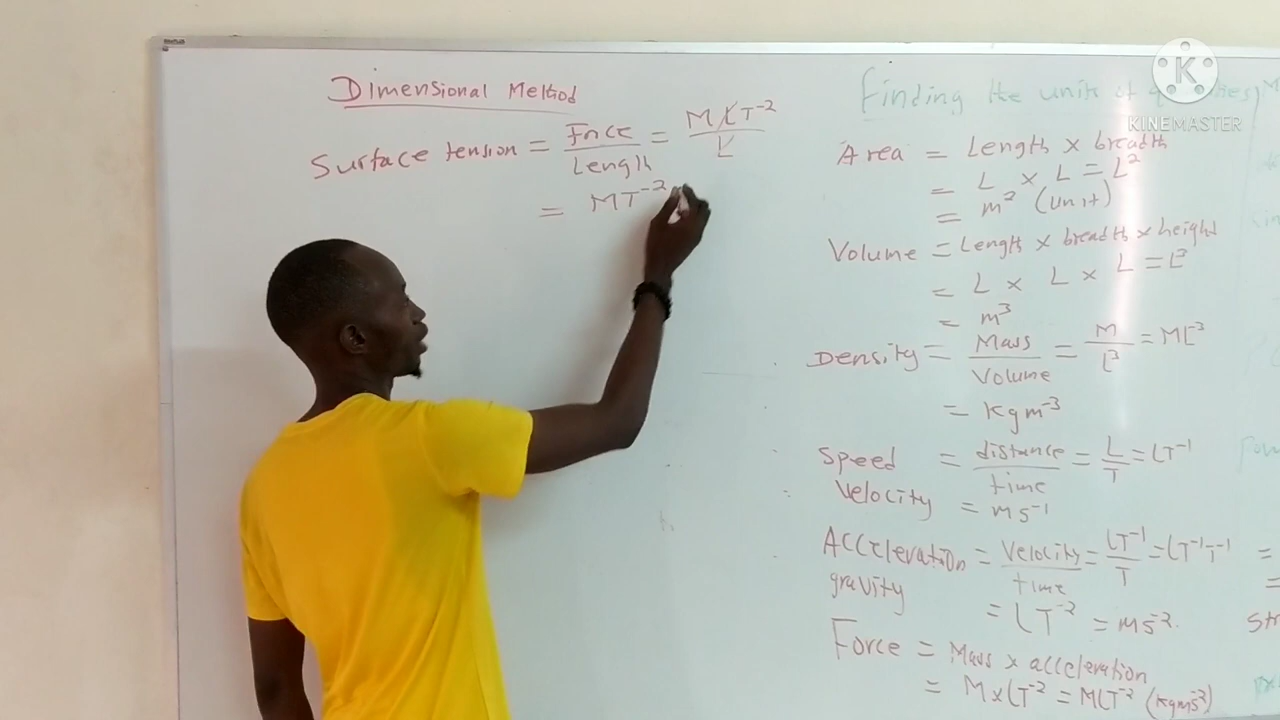 Dimensional Method
Surface tension = Force / Length = MLT⁻² / L
= MT⁻²
Finding the units of quantities
Area = Length × breadth
= L × L = L²
= m² (unit)
Volume = Length × breadth × height
= L × L × L = L³
= m³
Density = Mass / Volume = M / L³ = ML⁻³
= Kgm⁻³
Speed = distance / time = L / T = LT⁻¹
Velocity = ms⁻¹
Acceleration = Velocity / time = LT⁻¹ / T = LT⁻¹T⁻¹ =
gravity
= LT⁻² = ms⁻².
Force = Mass × acceleration
= M×LT⁻² = MLT⁻² (kgms⁻²)
KINEMASTER